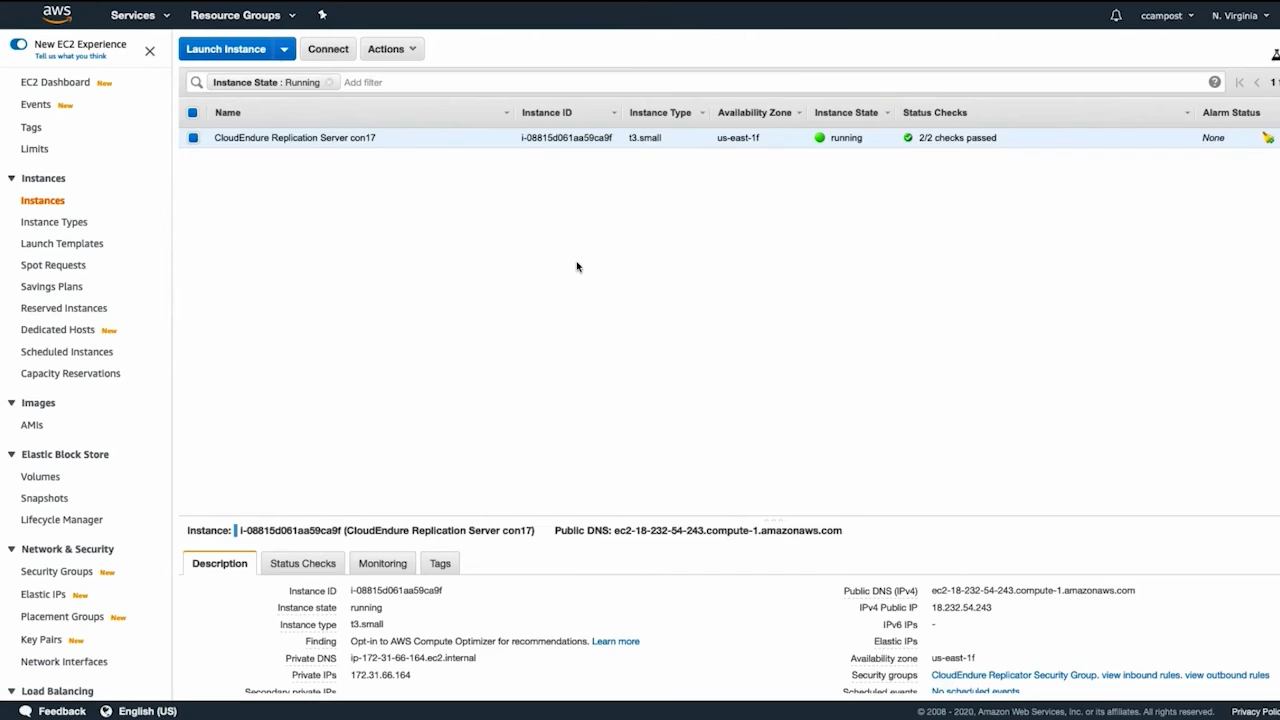 aws Services Resource Groups ccampost N. Virginia
New EC2 Experience
Tell us what you think
Launch Instance Connect Actions
EC2 Dashboard New
Events New
Tags
Limits
Instances
Instances
Instance Types
Launch Templates
Spot Requests
Savings Plans
Reserved Instances
Dedicated Hosts New
Scheduled Instances
Capacity Reservations
Images
AMIs
Elastic Block Store
Volumes
Snapshots
Lifecycle Manager
Network & Security
Security Groups New
Elastic IPs New
Placement Groups New
Key Pairs New
Network Interfaces
Load Balancing
Instance State : Running Add filter
Name Instance ID Instance Type Availability Zone Instance State Status Checks Alarm Status
CloudEndure Replication Server con17 i-08815d061aa59ca9f t3.small us-east-1f running 2/2 checks passed None
Instance: i-08815d061aa59ca9f (CloudEndure Replication Server con17) Public DNS: ec2-18-232-54-243.compute-1.amazonaws.com
Description Status Checks Monitoring Tags
Instance ID i-08815d061aa59ca9f Public DNS (IPv4) ec2-18-232-54-243.compute-1.amazonaws.com
Instance state running IPv4 Public IP 18.232.54.243
Instance type t3.small IPv6 IPs -
Finding Opt-in to AWS Compute Optimizer for recommendations. Learn more Elastic IPs
Private DNS ip-172-31-66-164.ec2.internal Availability zone us-east-1f
Private IPs 172.31.66.164 Security groups CloudEndure Replicator Security Group. view inbound rules. view outbound rules
Secondary private IPs Scheduled events No scheduled events
Feedback English (US) © 2008 - 2020, Amazon Web Services, Inc. or its affiliates. All rights reserved. Privacy